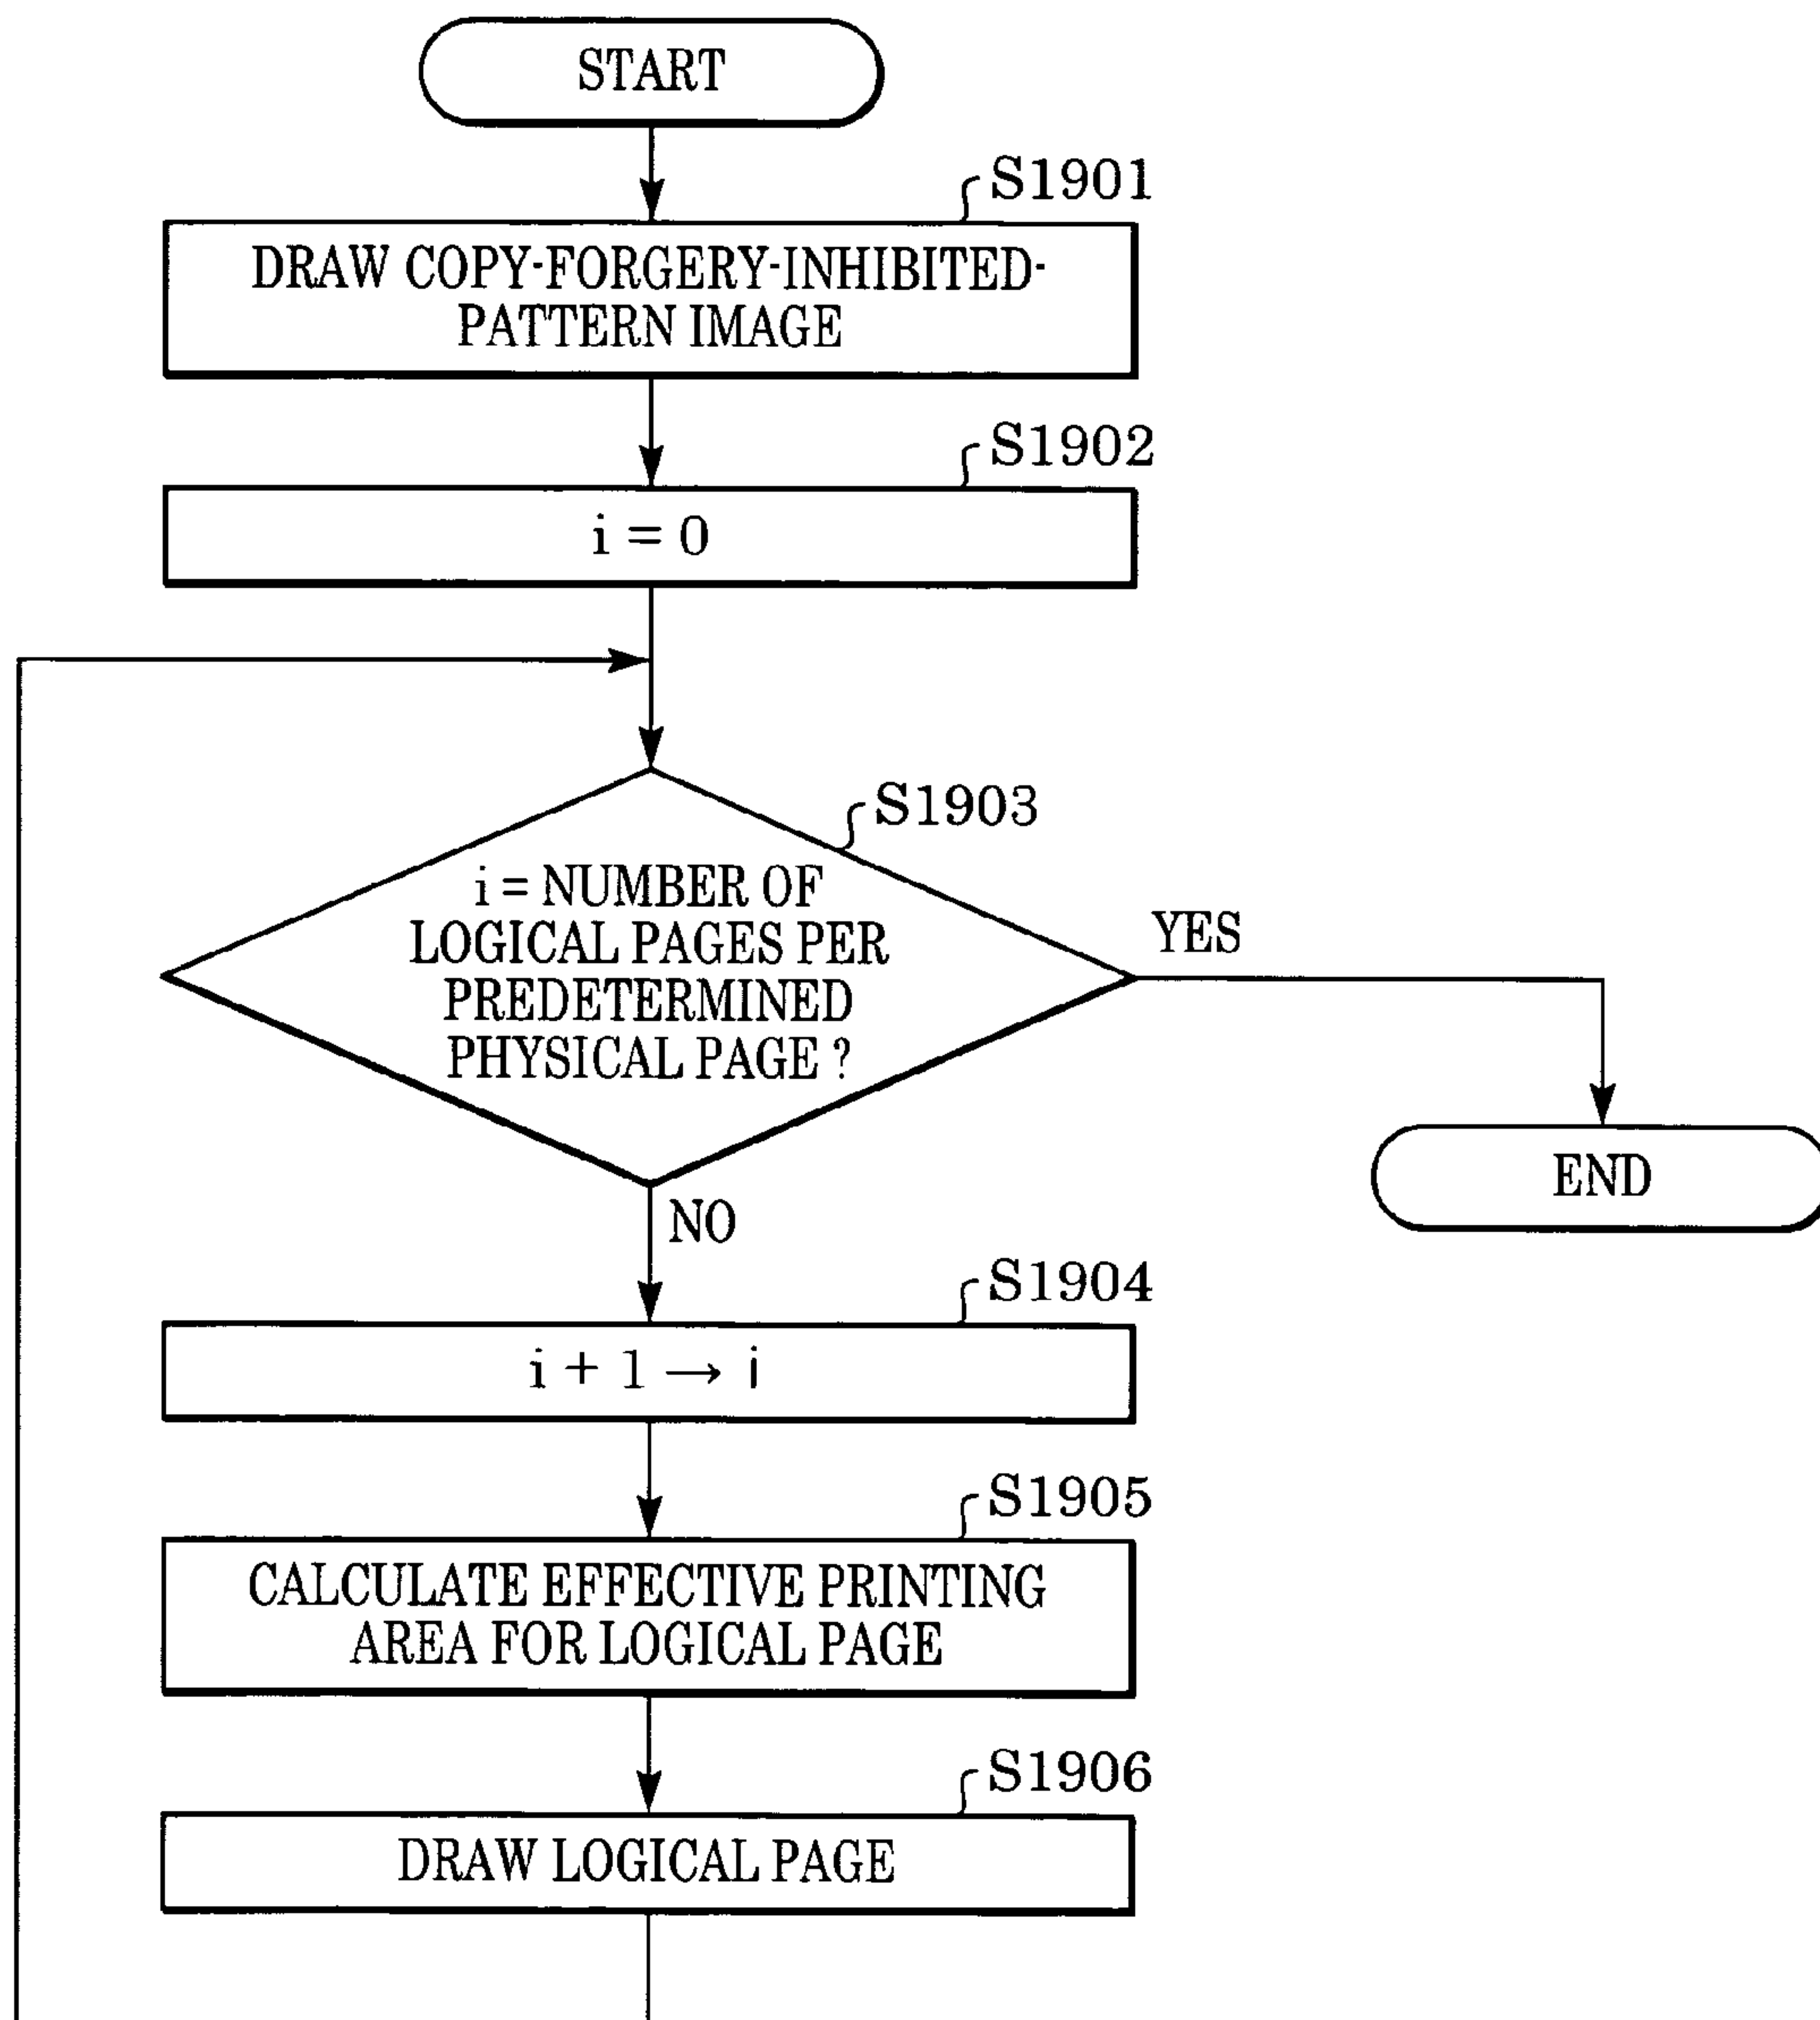 START
S1901
DRAW COPY-FORGERY-INHIBITED-
PATTERN IMAGE
S1902
i = 0
S1903
i = NUMBER OF
LOGICAL PAGES PER
PREDETERMINED
PHYSICAL PAGE ?
YES
END
NO
S1904
i + 1 → i
S1905
CALCULATE EFFECTIVE PRINTING
AREA FOR LOGICAL PAGE
S1906
DRAW LOGICAL PAGE